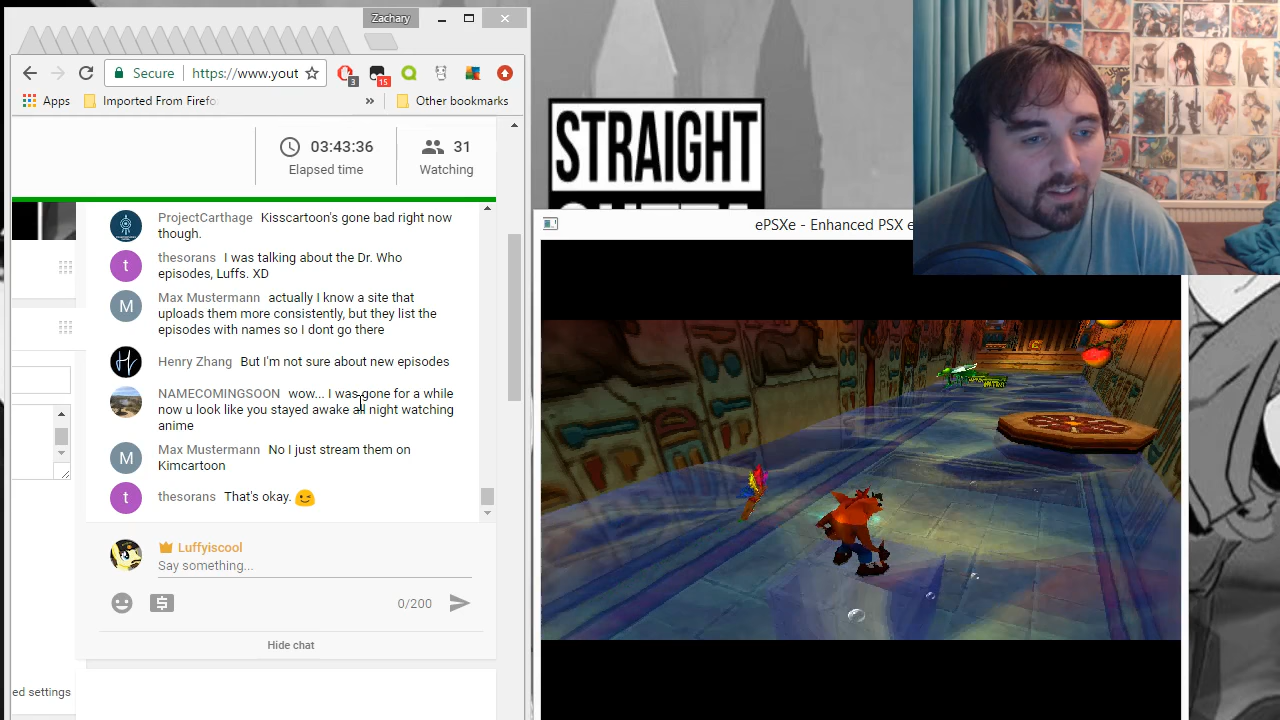 Zachary
Secure
https://www.yout
3
15
Apps
Imported From Firefo
»
Other bookmarks
03:43:36
31
Elapsed time
Watching
ProjectCarthage Kisscartoon's gone bad right now
though.
t
thesorans I was talking about the Dr. Who
episodes, Luffs. XD
M
Max Mustermann actually I know a site that
uploads them more consistently, but they list the
episodes with names so I dont go there
Henry Zhang But I'm not sure about new episodes
NAMECOMINGSOON wow... I was gone for a while
now u look like you stayed awake all night watching
anime
M
Max Mustermann No I just stream them on
Kimcartoon
t
thesorans That's okay.
Luffyiscool
Say something...
0/200
Hide chat
ed settings
STRAIGHT
ePSXe - Enhanced PSX e